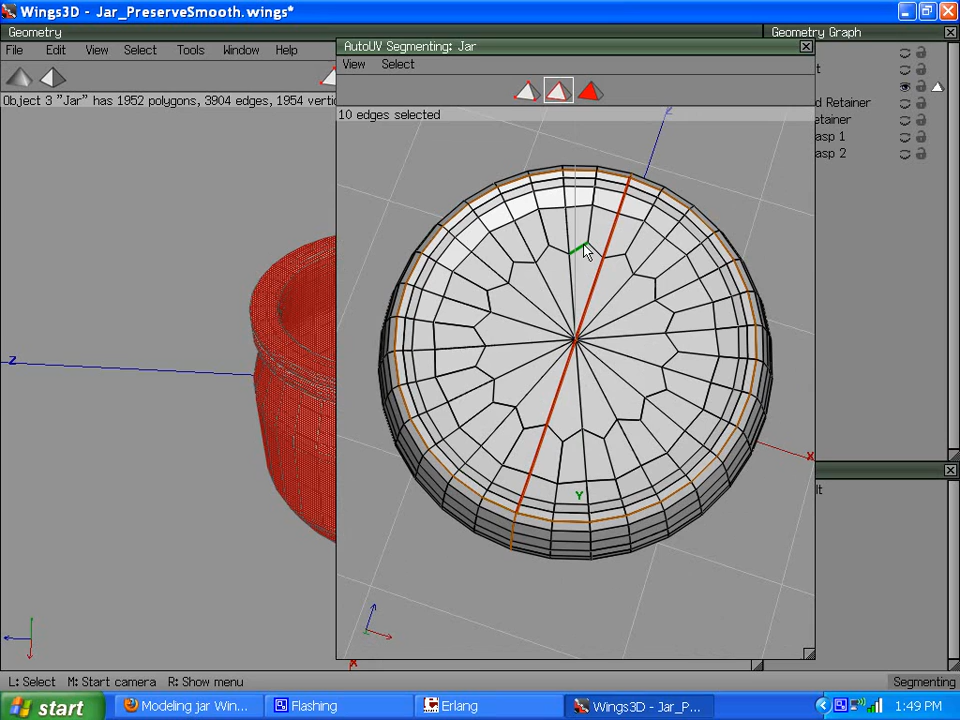 Wings3D - Jar_PreserveSmooth.wings*
Geometry
Geometry Graph
File Edit View Select Tools Window Help
AutoUV Segmenting: Jar
View Select
Object 3 "Jar" has 1952 polygons, 3904 edges, 1954 verti
10 edges selected
d Retainer
etainer
asp 1
asp 2
Z
Z
X
Y
X
L: Select M: Start camera R: Show menu
Segmenting
start
Modeling jar Win...
Flashing
Erlang
Wings3D - Jar_P...
1:49 PM